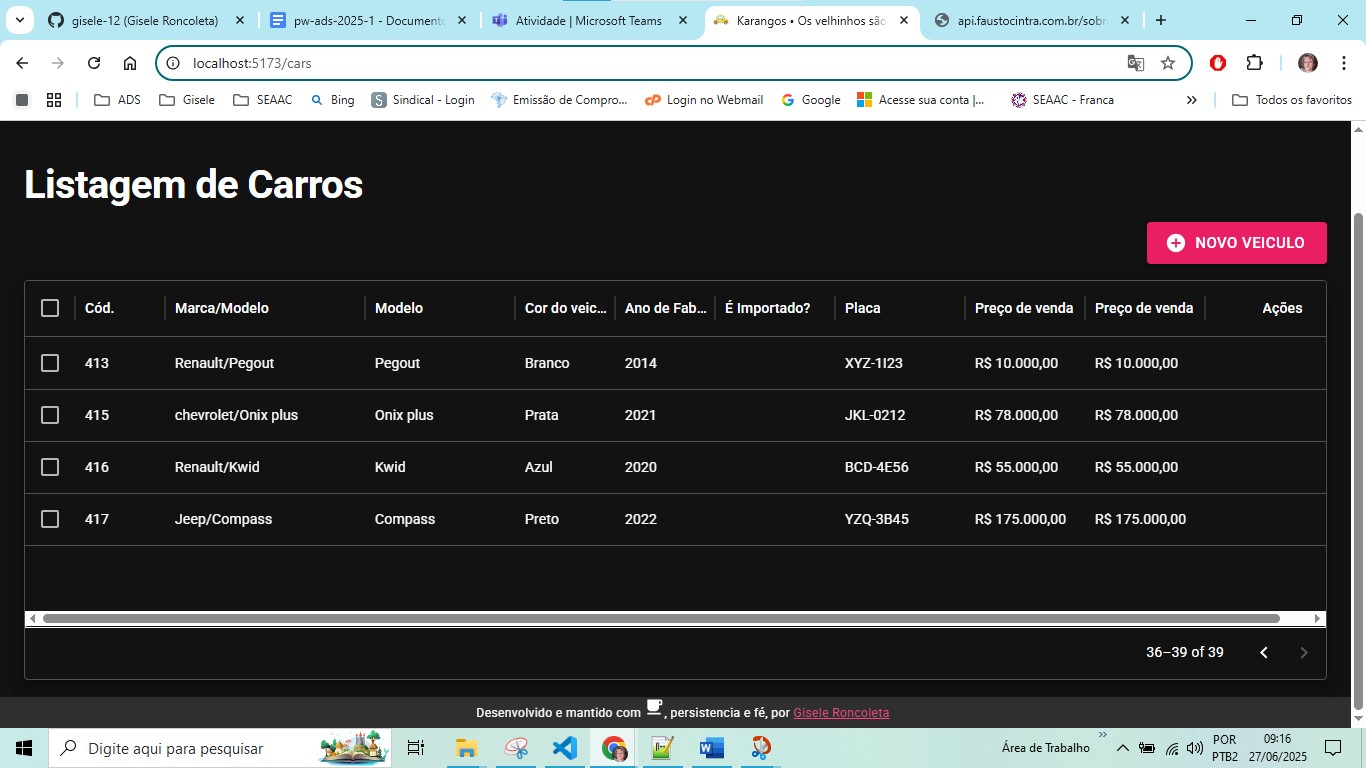 gisele-12 (Gisele Roncoleta)
pw-ads-2025-1 - Document
Atividade | Microsoft Teams
Karangos • Os velhinhos são
api.faustocintra.com.br/sobr
localhost:5173/cars
ADS
Gisele
SEAAC
Bing
Sindical - Login
Emissão de Compro...
Login no Webmail
Google
Acesse sua conta |...
SEAAC - Franca
Todos os favoritos
Listagem de Carros
NOVO VEICULO
Cód. Marca/Modelo Modelo Cor do veic... Ano de Fab... É Importado? Placa Preço de venda Preço de venda Ações
413 Renault/Pegout Pegout Branco 2014 XYZ-1I23 R$ 10.000,00 R$ 10.000,00
415 chevrolet/Onix plus Onix plus Prata 2021 JKL-0212 R$ 78.000,00 R$ 78.000,00
416 Renault/Kwid Kwid Azul 2020 BCD-4E56 R$ 55.000,00 R$ 55.000,00
417 Jeep/Compass Compass Preto 2022 YZQ-3B45 R$ 175.000,00 R$ 175.000,00
36–39 of 39
Desenvolvido e mantido com , persistencia e fé, por Gisele Roncoleta
Digite aqui para pesquisar
Área de Trabalho
POR
PTB2
09:16
27/06/2025